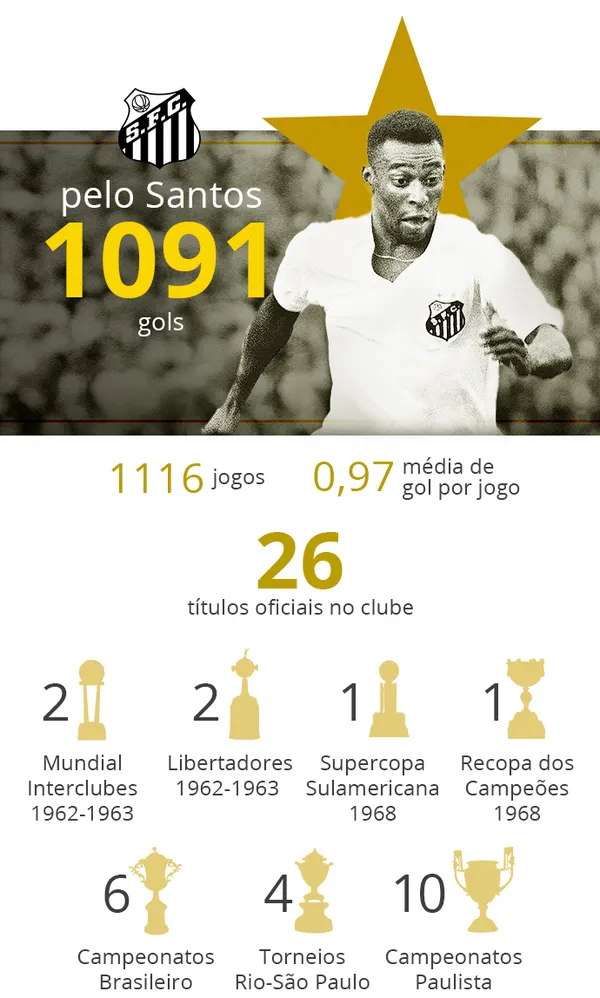 S.F.C.
pelo Santos
1091
gols
S.F.C.
1116 jogos
0,97 média de
gol por jogo
26
títulos oficiais no clube
2
Mundial
Interclubes
1962-1963
2
Libertadores
1962-1963
1
Supercopa
Sulamericana
1968
1
Recopa dos
Campeões
1968
6
Campeonatos
Brasileiro
4
Torneios
Rio-São Paulo
10
Campeonatos
Paulista